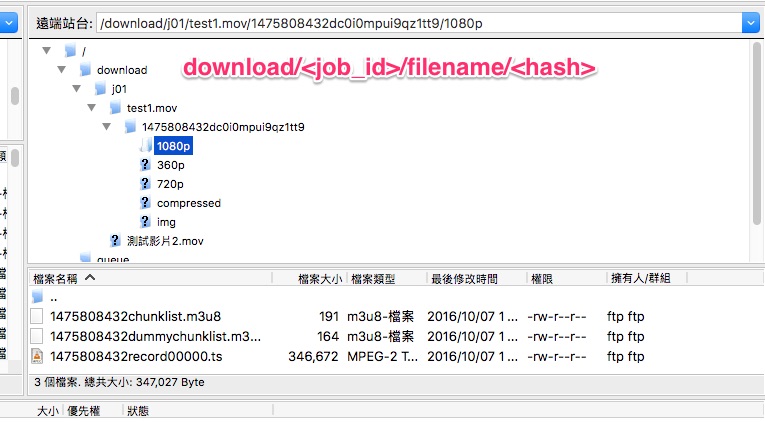 遠端站台: /download/j01/test1.mov/1475808432dc0i0mpui9qz1tt9/1080p
/
download
download/<job_id>/filename/<hash>
j01
test1.mov
1475808432dc0i0mpui9qz1tt9
1080p
? 360p
? 720p
? compressed
? img
? 測試影片2.mov
queue
檔案名稱 檔案大小 檔案類型 最後修改時間 權限 擁有人/群組
..
1475808432chunklist.m3u8 191 m3u8-檔案 2016/10/07 1... -rw-r--r-- ftp ftp
1475808432dummychunklist.m3... 164 m3u8-檔案 2016/10/07 1... -rw-r--r-- ftp ftp
1475808432record00000.ts 346,672 MPEG-2 T... 2016/10/07 1... -rw-r--r-- ftp ftp
3 個檔案. 總共大小: 347,027 Byte
大小 優先權 狀態